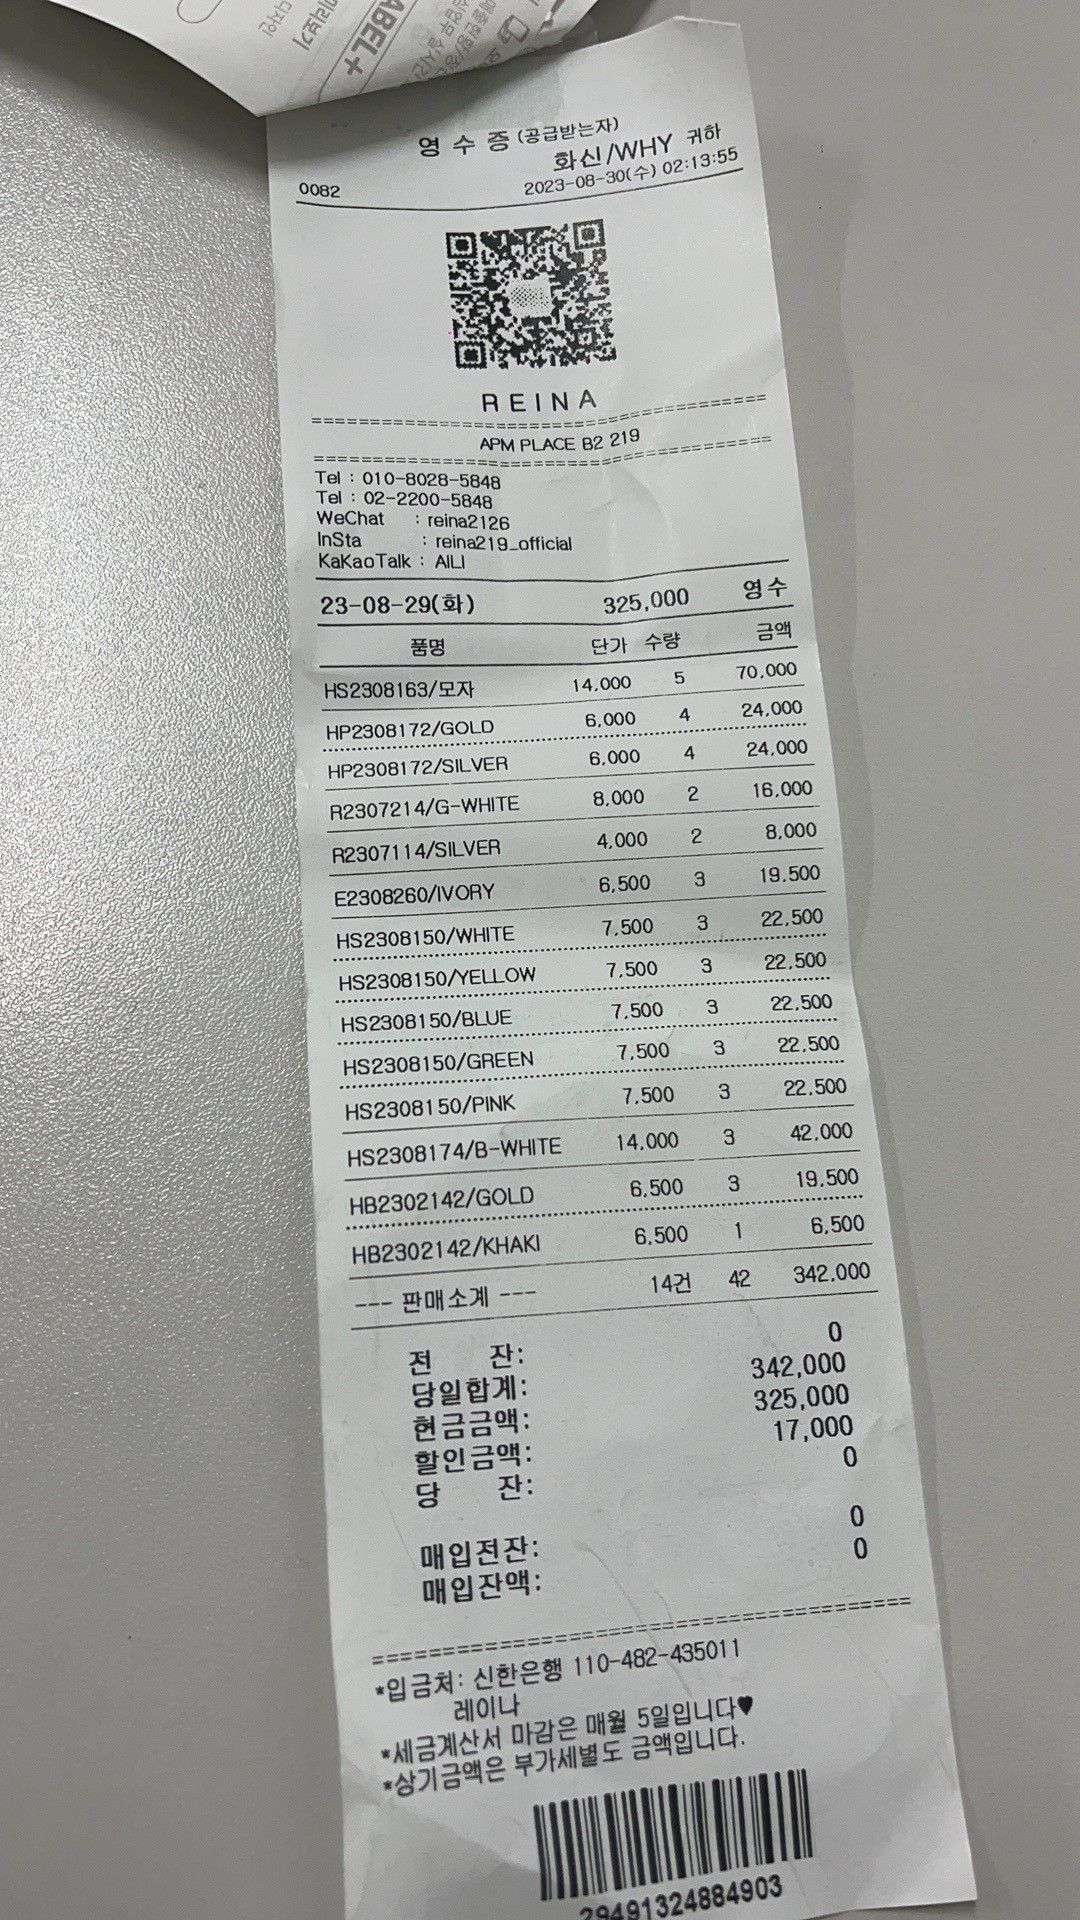 디자인
미리보기
ABEL+
영 수 증 (공급받는자)
화신/WHY 귀하
0082 2023-08-30(수) 02:13:55
REINA
APM PLACE B2 219
Tel : 010-8028-5848
Tel : 02-2200-5848
WeChat : reina2126
InSta : reina219_official
KaKaoTalk : AILI
23-08-29(화) 325,000 영수
품명 단가 수량 금액
HS2308163/모자 14,000 5 70,000
HP2308172/GOLD 6,000 4 24,000
HP2308172/SILVER 6,000 4 24,000
R2307214/G-WHITE 8,000 2 16,000
R2307114/SILVER 4,000 2 8,000
E2308260/IVORY 6,500 3 19,500
HS2308150/WHITE 7,500 3 22,500
HS2308150/YELLOW 7,500 3 22,500
HS2308150/BLUE 7,500 3 22,500
HS2308150/GREEN 7,500 3 22,500
HS2308150/PINK 7,500 3 22,500
HS2308174/B-WHITE 14,000 3 42,000
HB2302142/GOLD 6,500 3 19,500
HB2302142/KHAKI 6,500 1 6,500
--- 판매소계 --- 14건 42 342,000
전 잔: 0
당일합계: 342,000
현금금액: 325,000
할인금액: 17,000
당 잔: 0
매입전잔: 0
매입잔액: 0
*입금처: 신한은행 110-482-435011
레이나
*세금계산서 마감은 매월 5일입니다♥
*상기금액은 부가세별도 금액입니다.
29491324884903